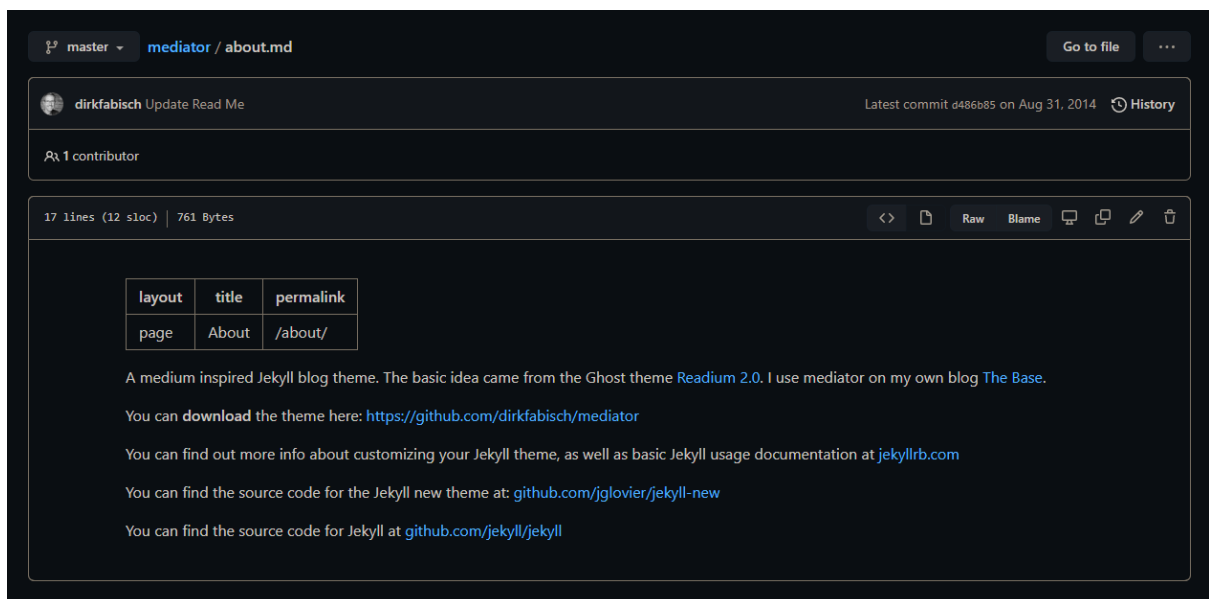 master mediator / about.md Go to file ...
dirkfabisch Update Read Me Latest commit d486b85 on Aug 31, 2014 History
1 contributor
17 lines (12 sloc) 761 Bytes <> Raw Blame
layout title permalink
page About /about/
A medium inspired Jekyll blog theme. The basic idea came from the Ghost theme Readium 2.0. I use mediator on my own blog The Base.
You can download the theme here: https://github.com/dirkfabisch/mediator
You can find out more info about customizing your Jekyll theme, as well as basic Jekyll usage documentation at jekyllrb.com
You can find the source code for the Jekyll new theme at: github.com/jglovier/jekyll-new
You can find the source code for Jekyll at github.com/jekyll/jekyll